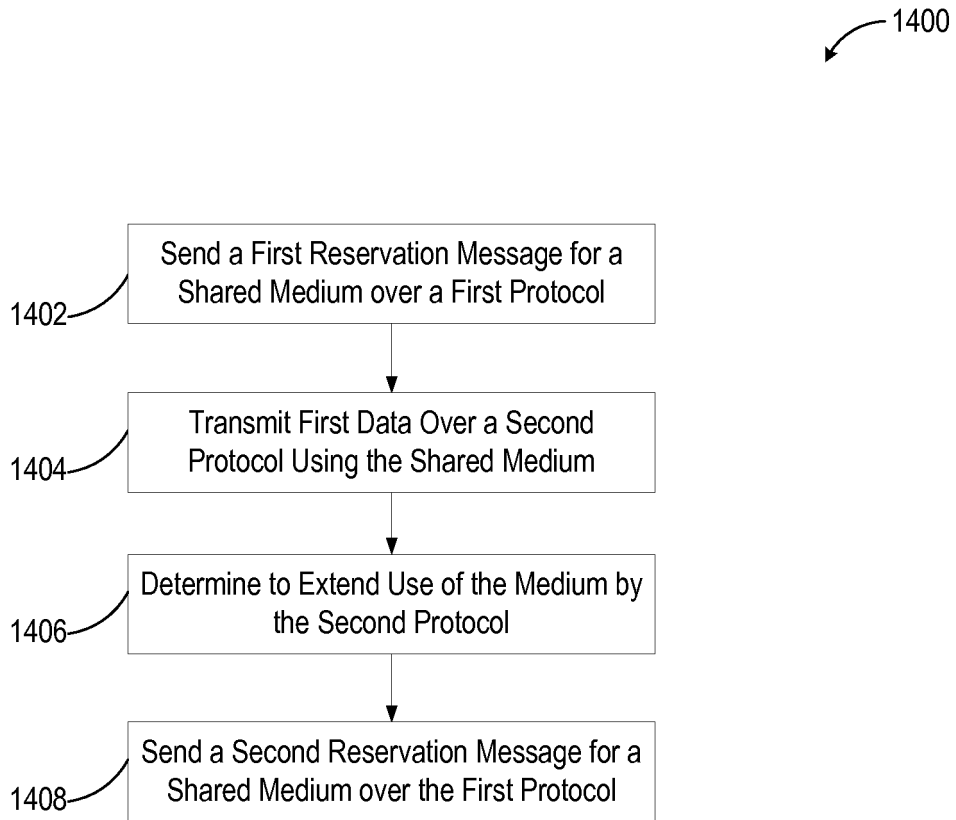 1400
Send a First Reservation Message for a
Shared Medium over a First Protocol
1402
Transmit First Data Over a Second
Protocol Using the Shared Medium
1404
Determine to Extend Use of the Medium by
the Second Protocol
1406
Send a Second Reservation Message for a
Shared Medium over the First Protocol
1408